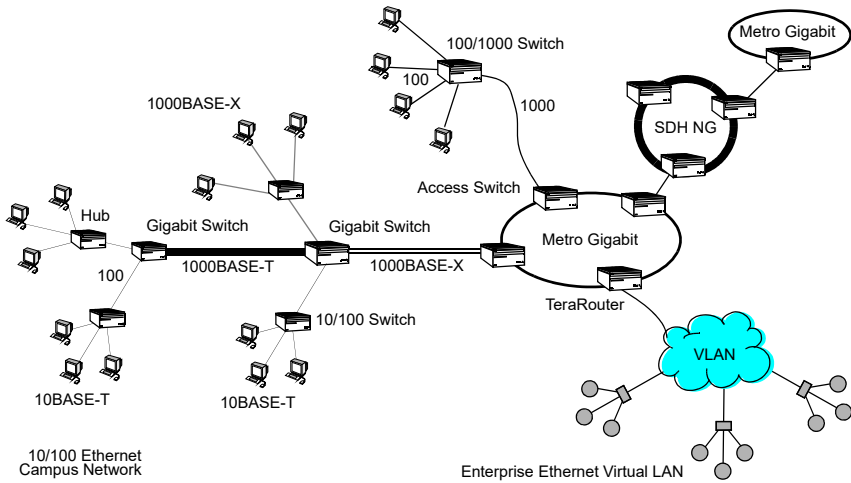 Metro Gigabit
100/1000 Switch
100
1000BASE-X
1000
SDH NG
Access Switch
Hub
Gigabit Switch
Gigabit Switch
Metro Gigabit
1000BASE-T
1000BASE-X
100
TeraRouter
10/100 Switch
VLAN
10BASE-T
10BASE-T
10/100 Ethernet
Campus Network
Enterprise Ethernet Virtual LAN